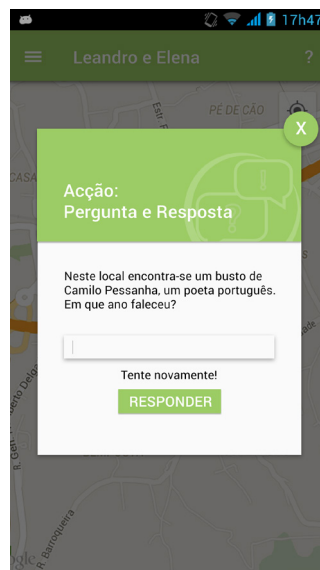 17h47
Leandro e Elena
?
Estr.
PÉ DE CÃO
X
CASA
Acção:
Pergunta e Resposta
Neste local encontra-se um busto de
Camilo Pessanha, um poeta português.
Em que ano faleceu?
Tente novamente!
RESPONDER
R. Barroqueira